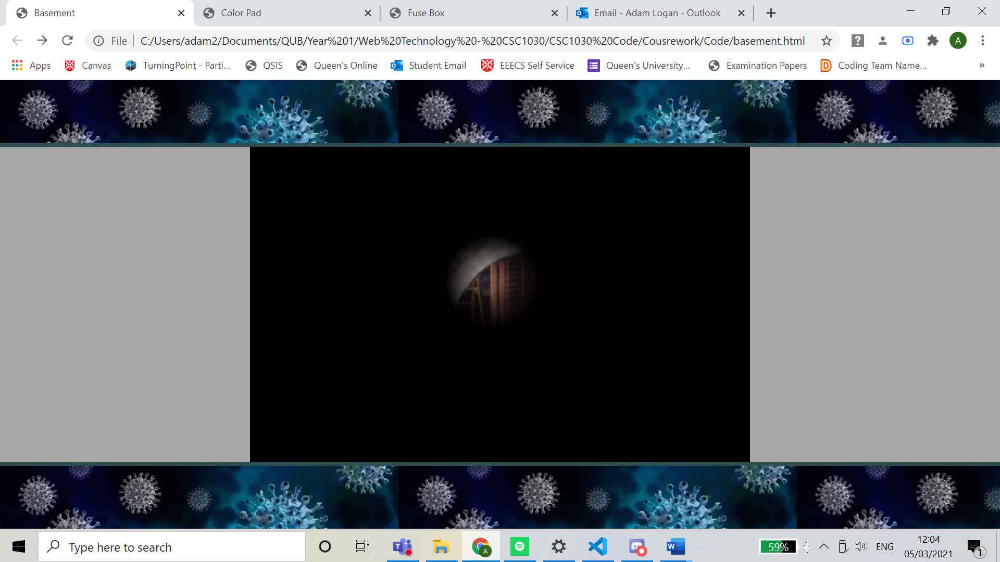 Basement
Color Pad
Fuse Box
Email - Adam Logan - Outlook
File
C:/Users/adam2/Documents/QUB/Year%201/Web%20Technology%20-%20CSC1030/CSC1030%20Code/Cousrework/Code/basement.html
A
Apps
Canvas
TurningPoint - Parti...
QSIS
Queen's Online
Student Email
EEECS Self Service
Queen's University...
Examination Papers
Coding Team Name...
»
Type here to search
59%
ENG
12:04
05/03/2021
1